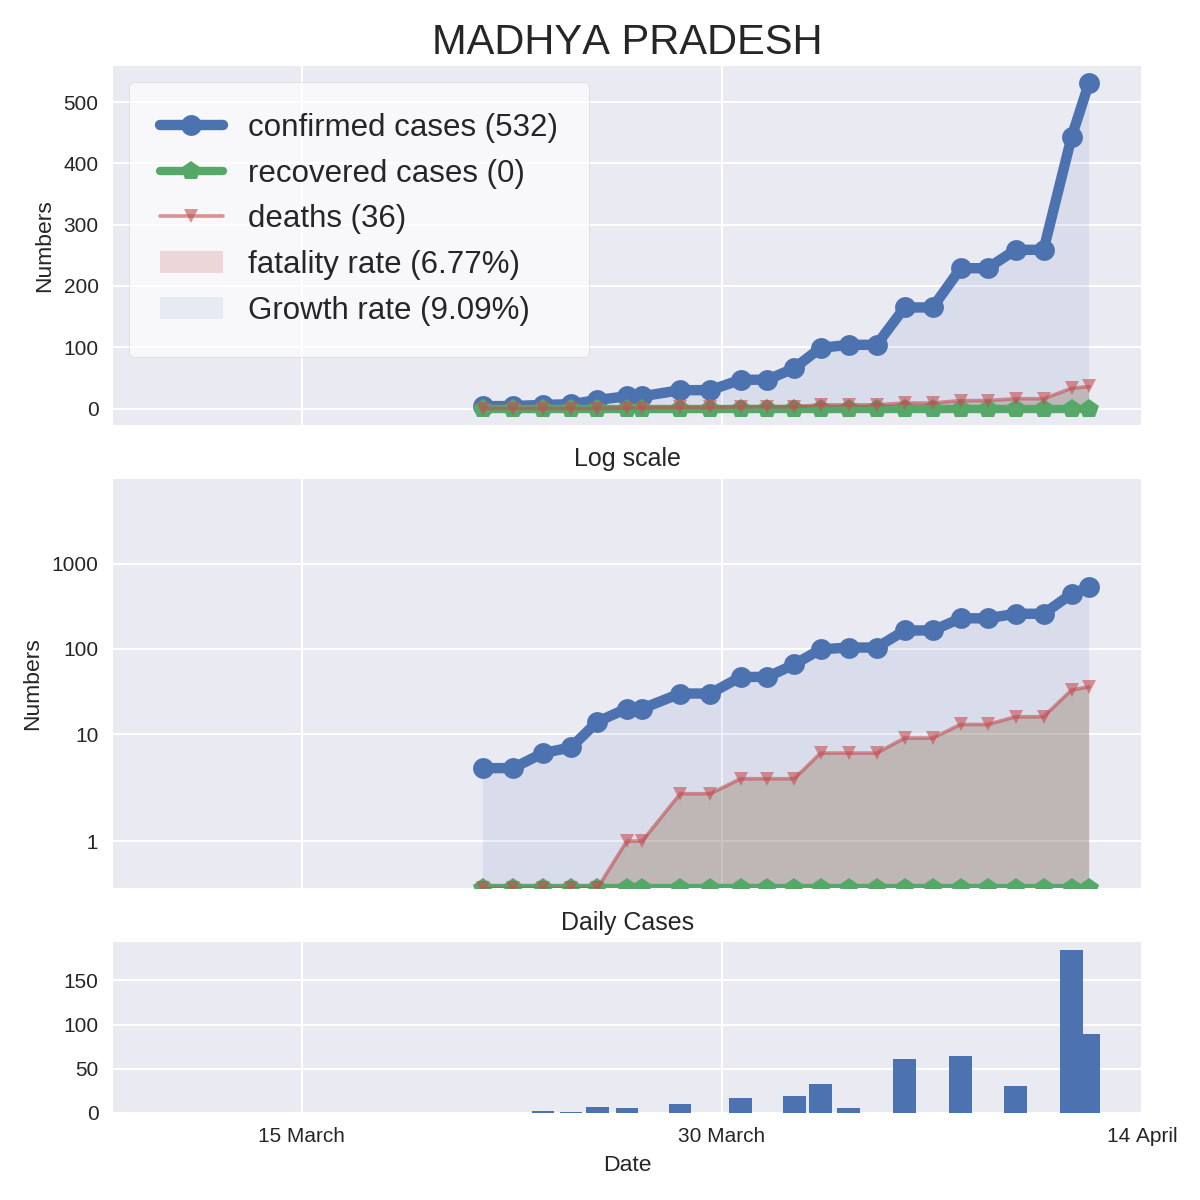 MADHYA PRADESH
500
400
300
200
100
0
Numbers
confirmed cases (532)
recovered cases (0)
deaths (36)
fatality rate (6.77%)
Growth rate (9.09%)
Log scale
1000
100
10
1
Numbers
Daily Cases
150
100
50
0
15 March
30 March
14 April
Date